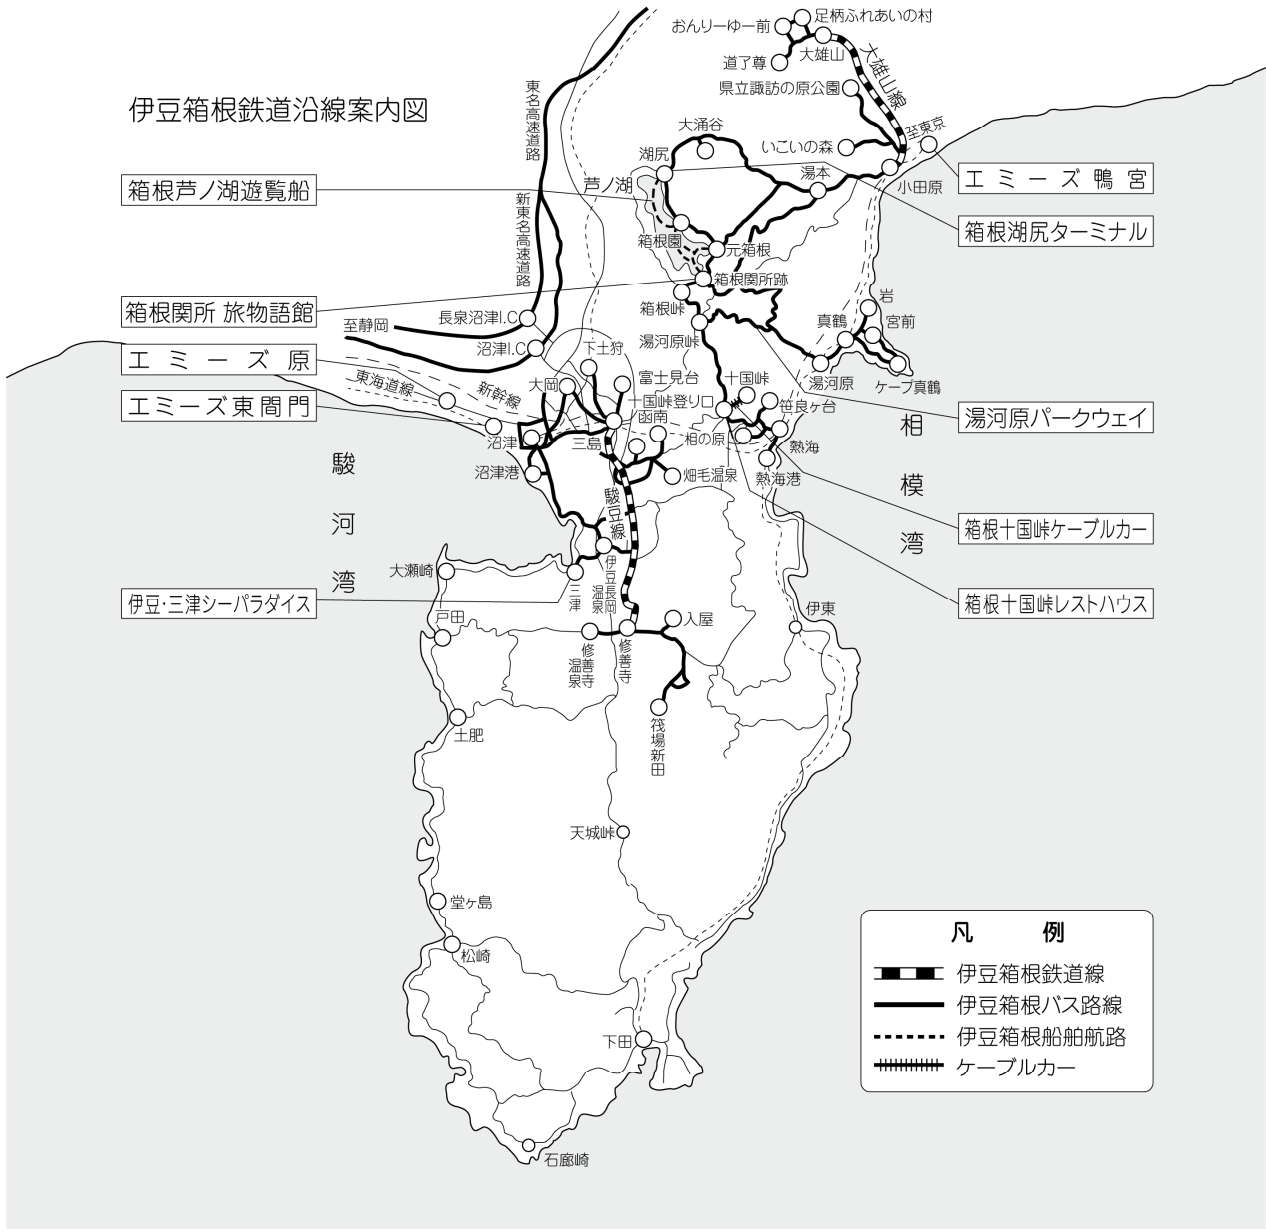 伊豆箱根鉄道沿線案内図
おんりーゆー前
足柄ふれあいの村
道了尊
大雄山
大雄山線
県立諏訪の原公園
いこいの森
至東京
小田原
エミーズ鴨宮
箱根湖尻ターミナル
大涌谷
湖尻
湯本
芦ノ湖
箱根園
元箱根
箱根関所跡
箱根峠
湯河原峠
東名高速道路
新東名高速道路
箱根芦ノ湖遊覧船
箱根関所 旅物語館
エミーズ原
エミーズ東間門
至静岡
長泉沼津I.C
沼津I.C
東海道線
新幹線
下土狩
大岡
富士見台
十国峠登り口
函南
十国峠
笹良ヶ台
岩
真鶴
宮前
湯河原
ケープ真鶴
湯河原パークウェイ
沼津
三島
相の原
熱海
沼津港
畑毛温泉
熱海港
駿河湾
相模湾
駿豆線
箱根十国峠ケーブルカー
箱根十国峠レストハウス
伊豆・三津シーパラダイス
大瀬崎
三津
伊豆長岡温泉
戸田
修善寺温泉
修善寺
入屋
伊東
土肥
筏場新田
天城峠
堂ヶ島
松崎
下田
石廊崎
凡例
伊豆箱根鉄道線
伊豆箱根バス路線
伊豆箱根船舶航路
ケーブルカー